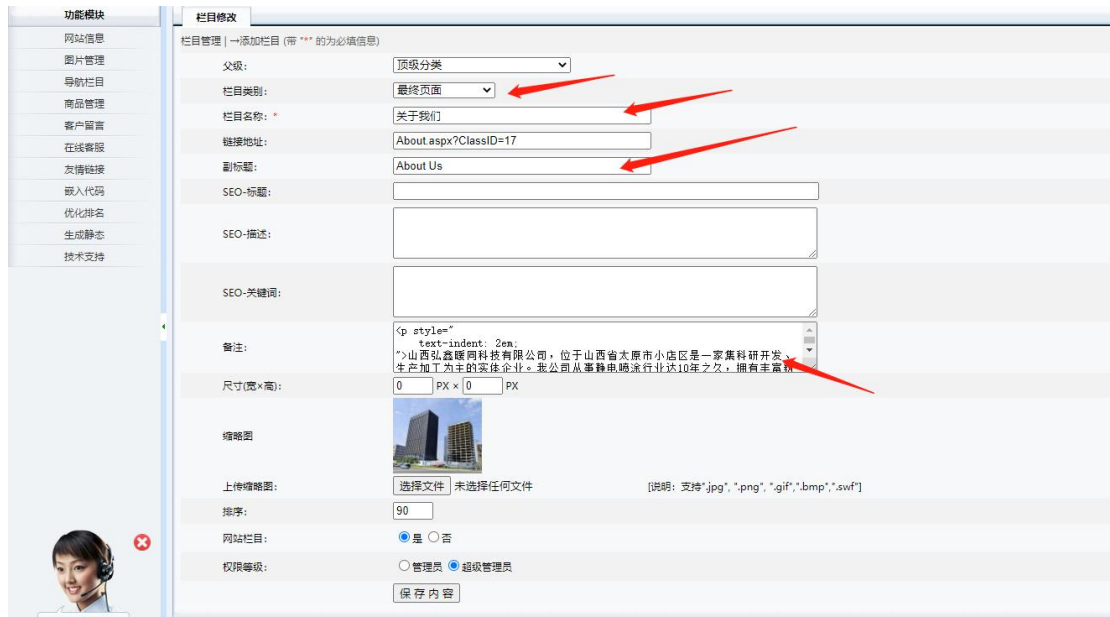 功能模块
网站信息
图片管理
导航栏目
商品管理
客户留言
在线客服
友情链接
嵌入代码
优化排名
生成静态
技术支持
栏目修改
栏目管理 | →添加栏目 (带 "*" 的为必填信息)
父级: 顶级分类
栏目类别: 最终页面
栏目名称: * 关于我们
链接地址: About.aspx?ClassID=17
副标题: About Us
SEO-标题:
SEO-描述:
SEO-关键词:
备注: <p style="
text-indent: 2em;
">山西弘鑫暖同科技有限公司，位于山西省太原市小店区是一家集科研开发、
生产加工为主的实体企业。我公司从事静电喷涂行业达10年之久，拥有丰富
尺寸(宽×高): 0 PX × 0 PX
缩略图
上传缩略图: 选择文件 未选择任何文件 [说明: 支持".jpg", ".png", ".gif",".bmp",".swf"]
排序: 90
网站栏目: 是 否
权限等级: 管理员 超级管理员
保存内容